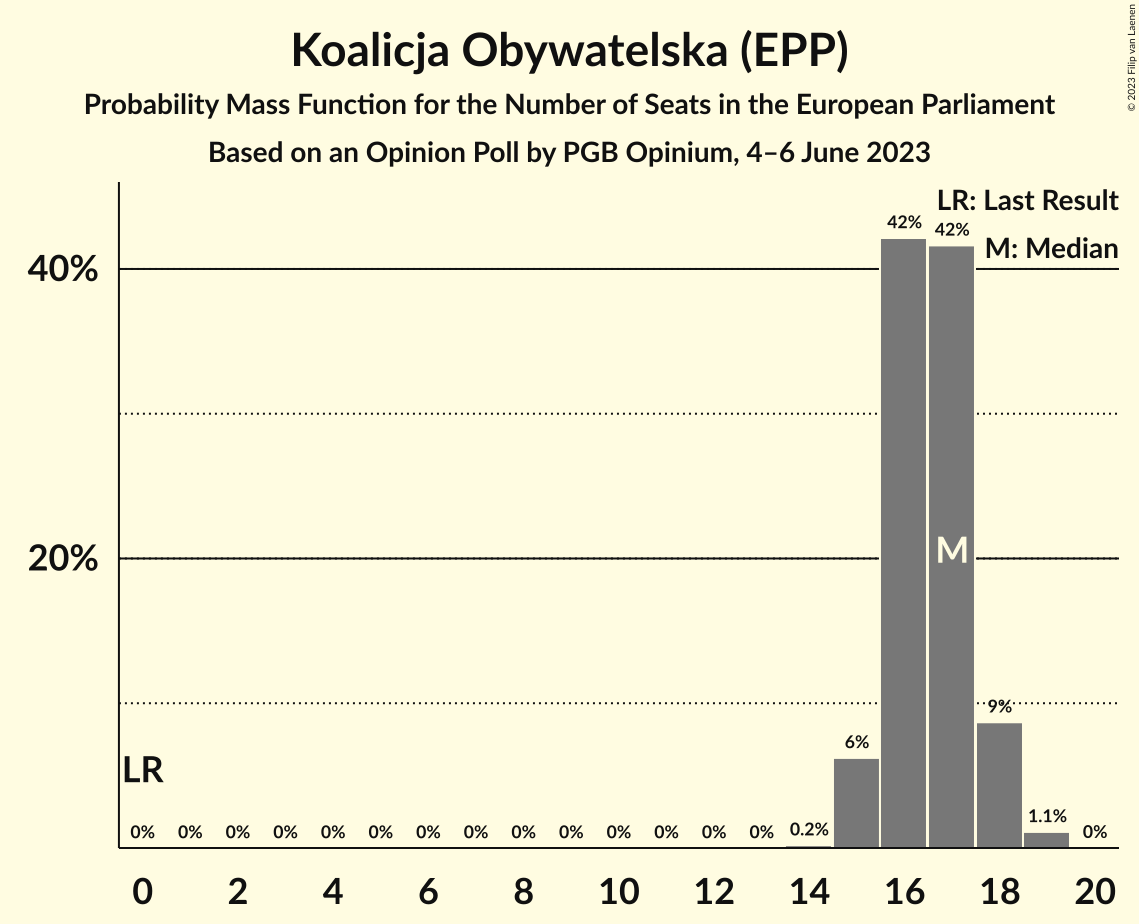 Koalicja Obywatelska (EPP)
Probability Mass Function for the Number of Seats in the European Parliament
Based on an Opinion Poll by PGB Opinium, 4–6 June 2023
© 2023 Filip van Laenen
LR: Last Result
M: Median
42%
42%
40%
20%
M
9%
6%
LR
1.1%
0% 0% 0% 0% 0% 0% 0% 0% 0% 0% 0% 0% 0% 0% 0.2% 0%
0 2 4 6 8 10 12 14 16 18 20